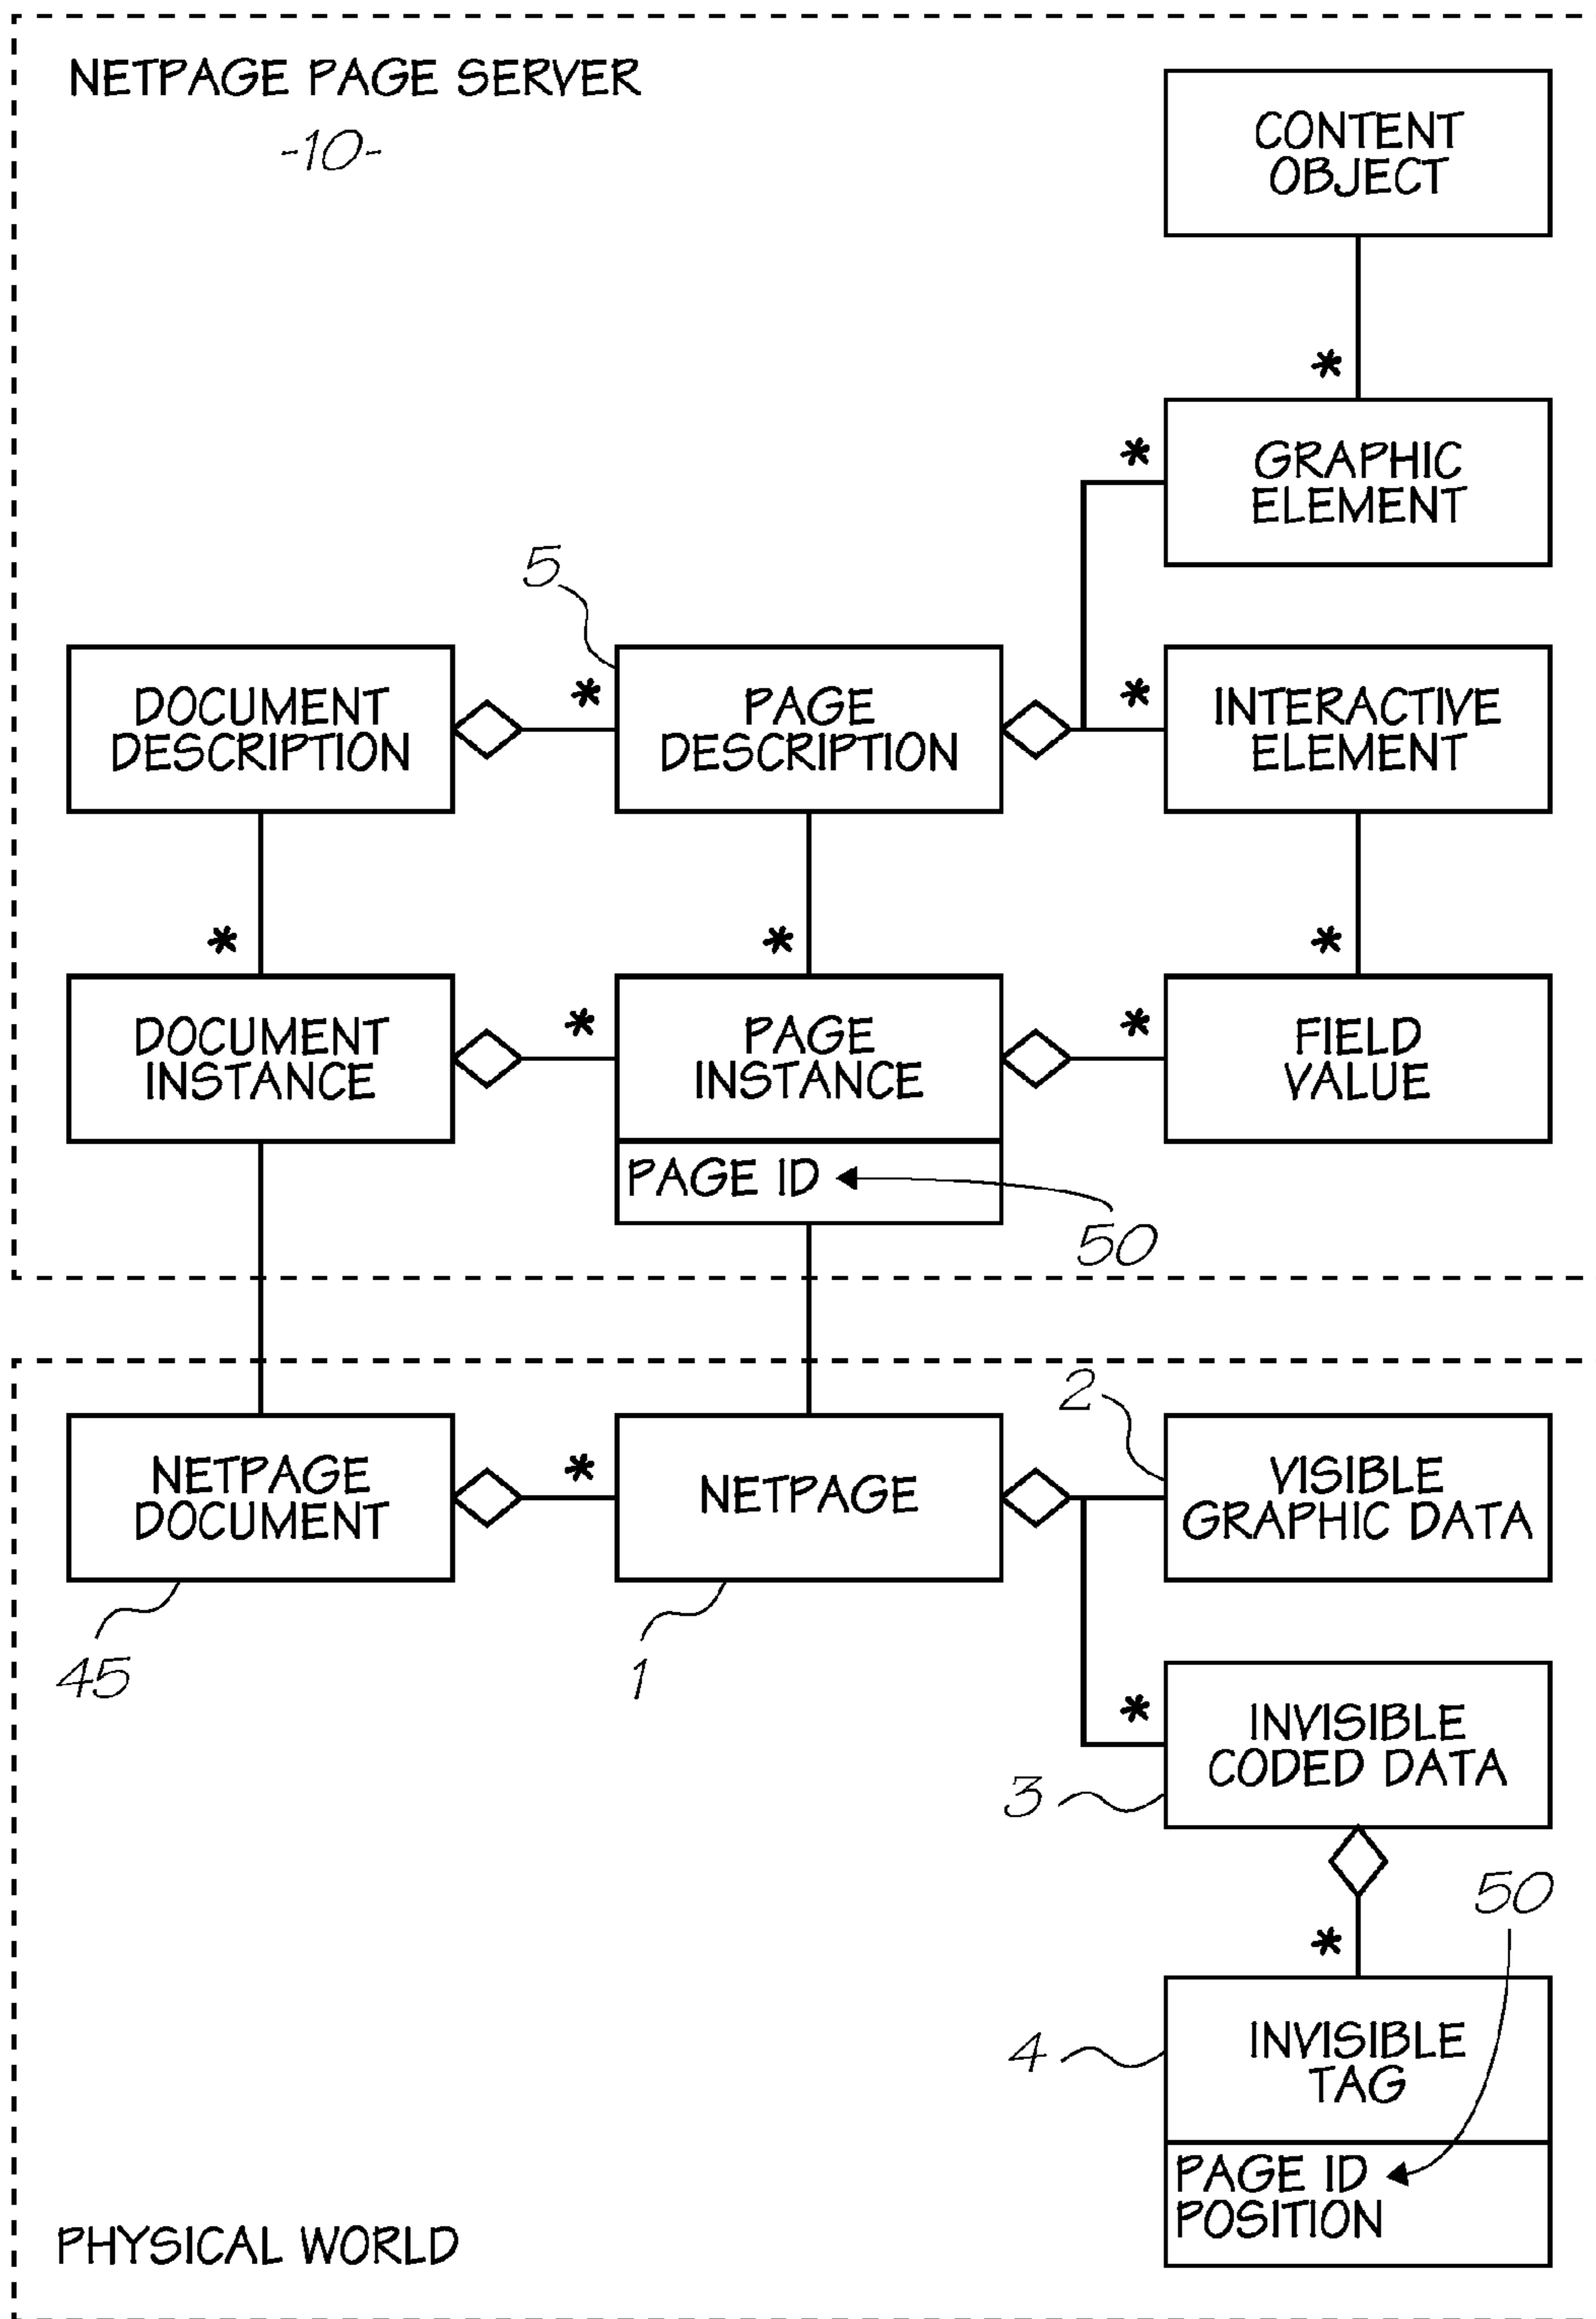 NETPAGE PAGE SERVER
-10-
CONTENT
OBJECT
*
*
GRAPHIC
ELEMENT
5
DOCUMENT
DESCRIPTION
*
PAGE
DESCRIPTION
*
INTERACTIVE
ELEMENT
*
*
*
DOCUMENT
INSTANCE
*
PAGE
INSTANCE
*
FIELD
VALUE
PAGE ID
50
2
NETPAGE
DOCUMENT
*
NETPAGE
VISIBLE
GRAPHIC DATA
45
1
*
INVISIBLE
CODED DATA
3
50
*
4
INVISIBLE
TAG
PAGE ID
POSITION
PHYSICAL WORLD